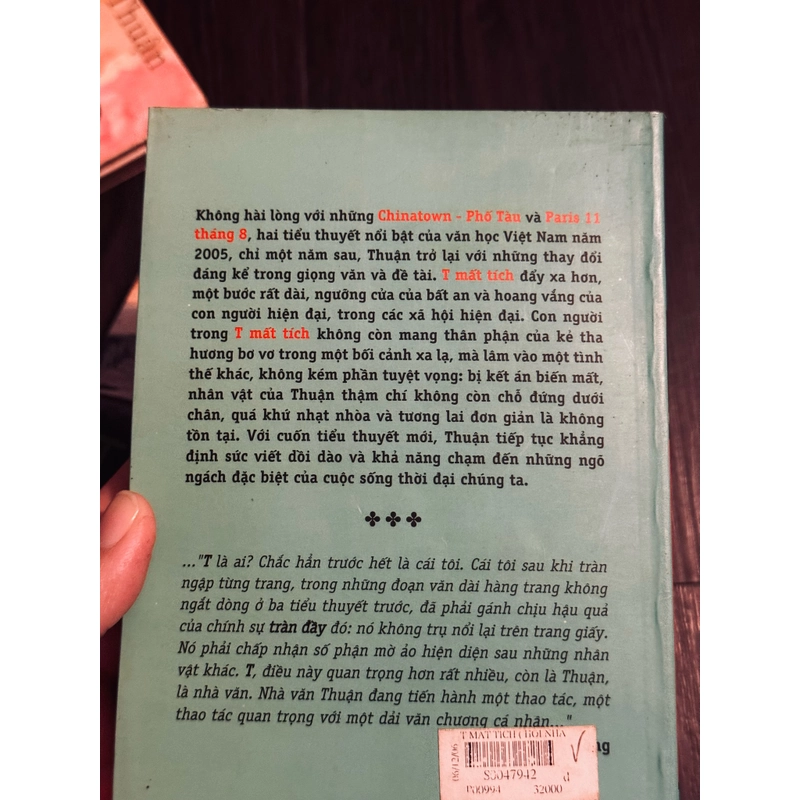 Thuận
Không hài lòng với những Chinatown - Phố Tàu và Paris 11
tháng 8, hai tiểu thuyết nổi bật của văn học Việt Nam năm
2005, chỉ một năm sau, Thuận trở lại với những thay đổi
đáng kể trong giọng văn và đề tài. T mất tích đẩy xa hơn,
một bước rất dài, ngưỡng cửa của bất an và hoang vắng của
con người hiện đại, trong các xã hội hiện đại. Con người
trong T mất tích không còn mang thân phận của kẻ tha
hương bơ vơ trong một bối cảnh xa lạ, mà lâm vào một tình
thế khác, không kém phần tuyệt vọng: bị kết án biến mất,
nhân vật của Thuận thậm chí không còn chỗ đứng dưới
chân, quá khứ nhạt nhòa và tương lai đơn giản là không
tồn tại. Với cuốn tiểu thuyết mới, Thuận tiếp tục khẳng
định sức viết dồi dào và khả năng chạm đến những ngõ
ngách đặc biệt của cuộc sống thời đại chúng ta.
..."T là ai? Chắc hẳn trước hết là cái tôi. Cái tôi sau khi tràn
ngập từng trang, trong những đoạn văn dài hàng trang không
ngắt dòng ở ba tiểu thuyết trước, đã phải gánh chịu hậu quả
của chính sự tràn đầy đó: nó không trụ nổi lại trên trang giấy.
Nó phải chấp nhận số phận mờ ảo hiện diện sau những nhân
vật khác. T, điều này quan trọng hơn rất nhiều, còn là Thuận,
là nhà văn. Nhà văn Thuận đang tiến hành một thao tác, một
thao tác quan trọng với một dải văn chương cá nhân..."
T MAT TICH ( HOI NHA
06/12/06
S3047942 đ
P00994 32000